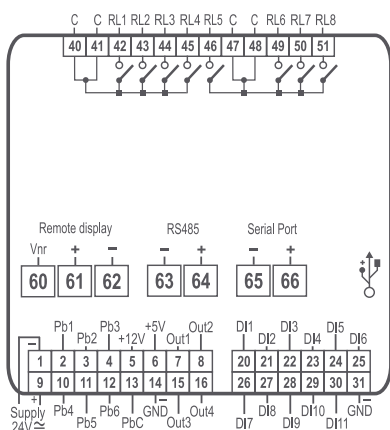 C C RL1 RL2 RL3 RL4 RL5 C C RL6 RL7 RL8
40 41 42 43 44 45 46 47 48 49 50 51
Remote display RS485 Serial Port
Vnr + − − + − +
60 61 62 63 64 65 66
Pb1 Pb3 +5V Out2 DI1 DI3 DI5
Pb2 +12V Out1 DI2 DI4 DI6
− 1 2 3 4 5 6 7 8 20 21 22 23 24 25
9 10 11 12 13 14 15 16 26 27 28 29 30 31
+
Supply Pb4 Pb6 GND Out4 DI8 DI10 GND
24V≃ Pb5 PbC Out3 DI7 DI9 DI11